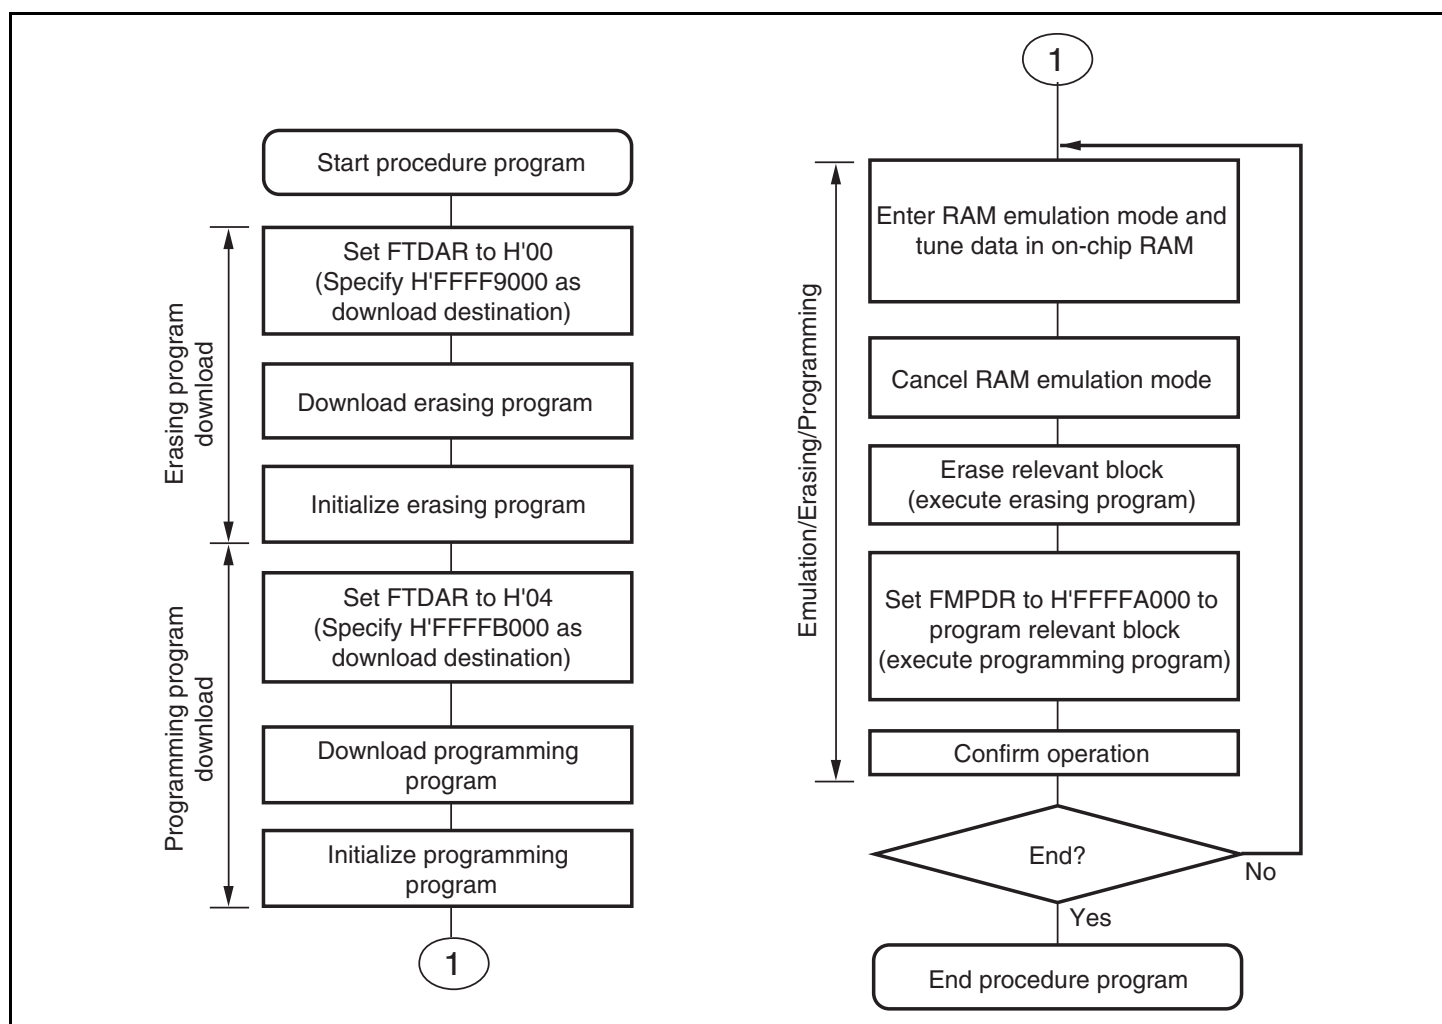 Start procedure program
Erasing program
download
Set FTDAR to H'00
(Specify H'FFFF9000 as
download destination)
Download erasing program
Initialize erasing program
Programming program
download
Set FTDAR to H'04
(Specify H'FFFFB000 as
download destination)
Download programming
program
Initialize programming
program
1
1
Emulation/Erasing/Programming
Enter RAM emulation mode and
tune data in on-chip RAM
Cancel RAM emulation mode
Erase relevant block
(execute erasing program)
Set FMPDR to H'FFFFA000 to
program relevant block
(execute programming program)
Confirm operation
End?
No
Yes
End procedure program